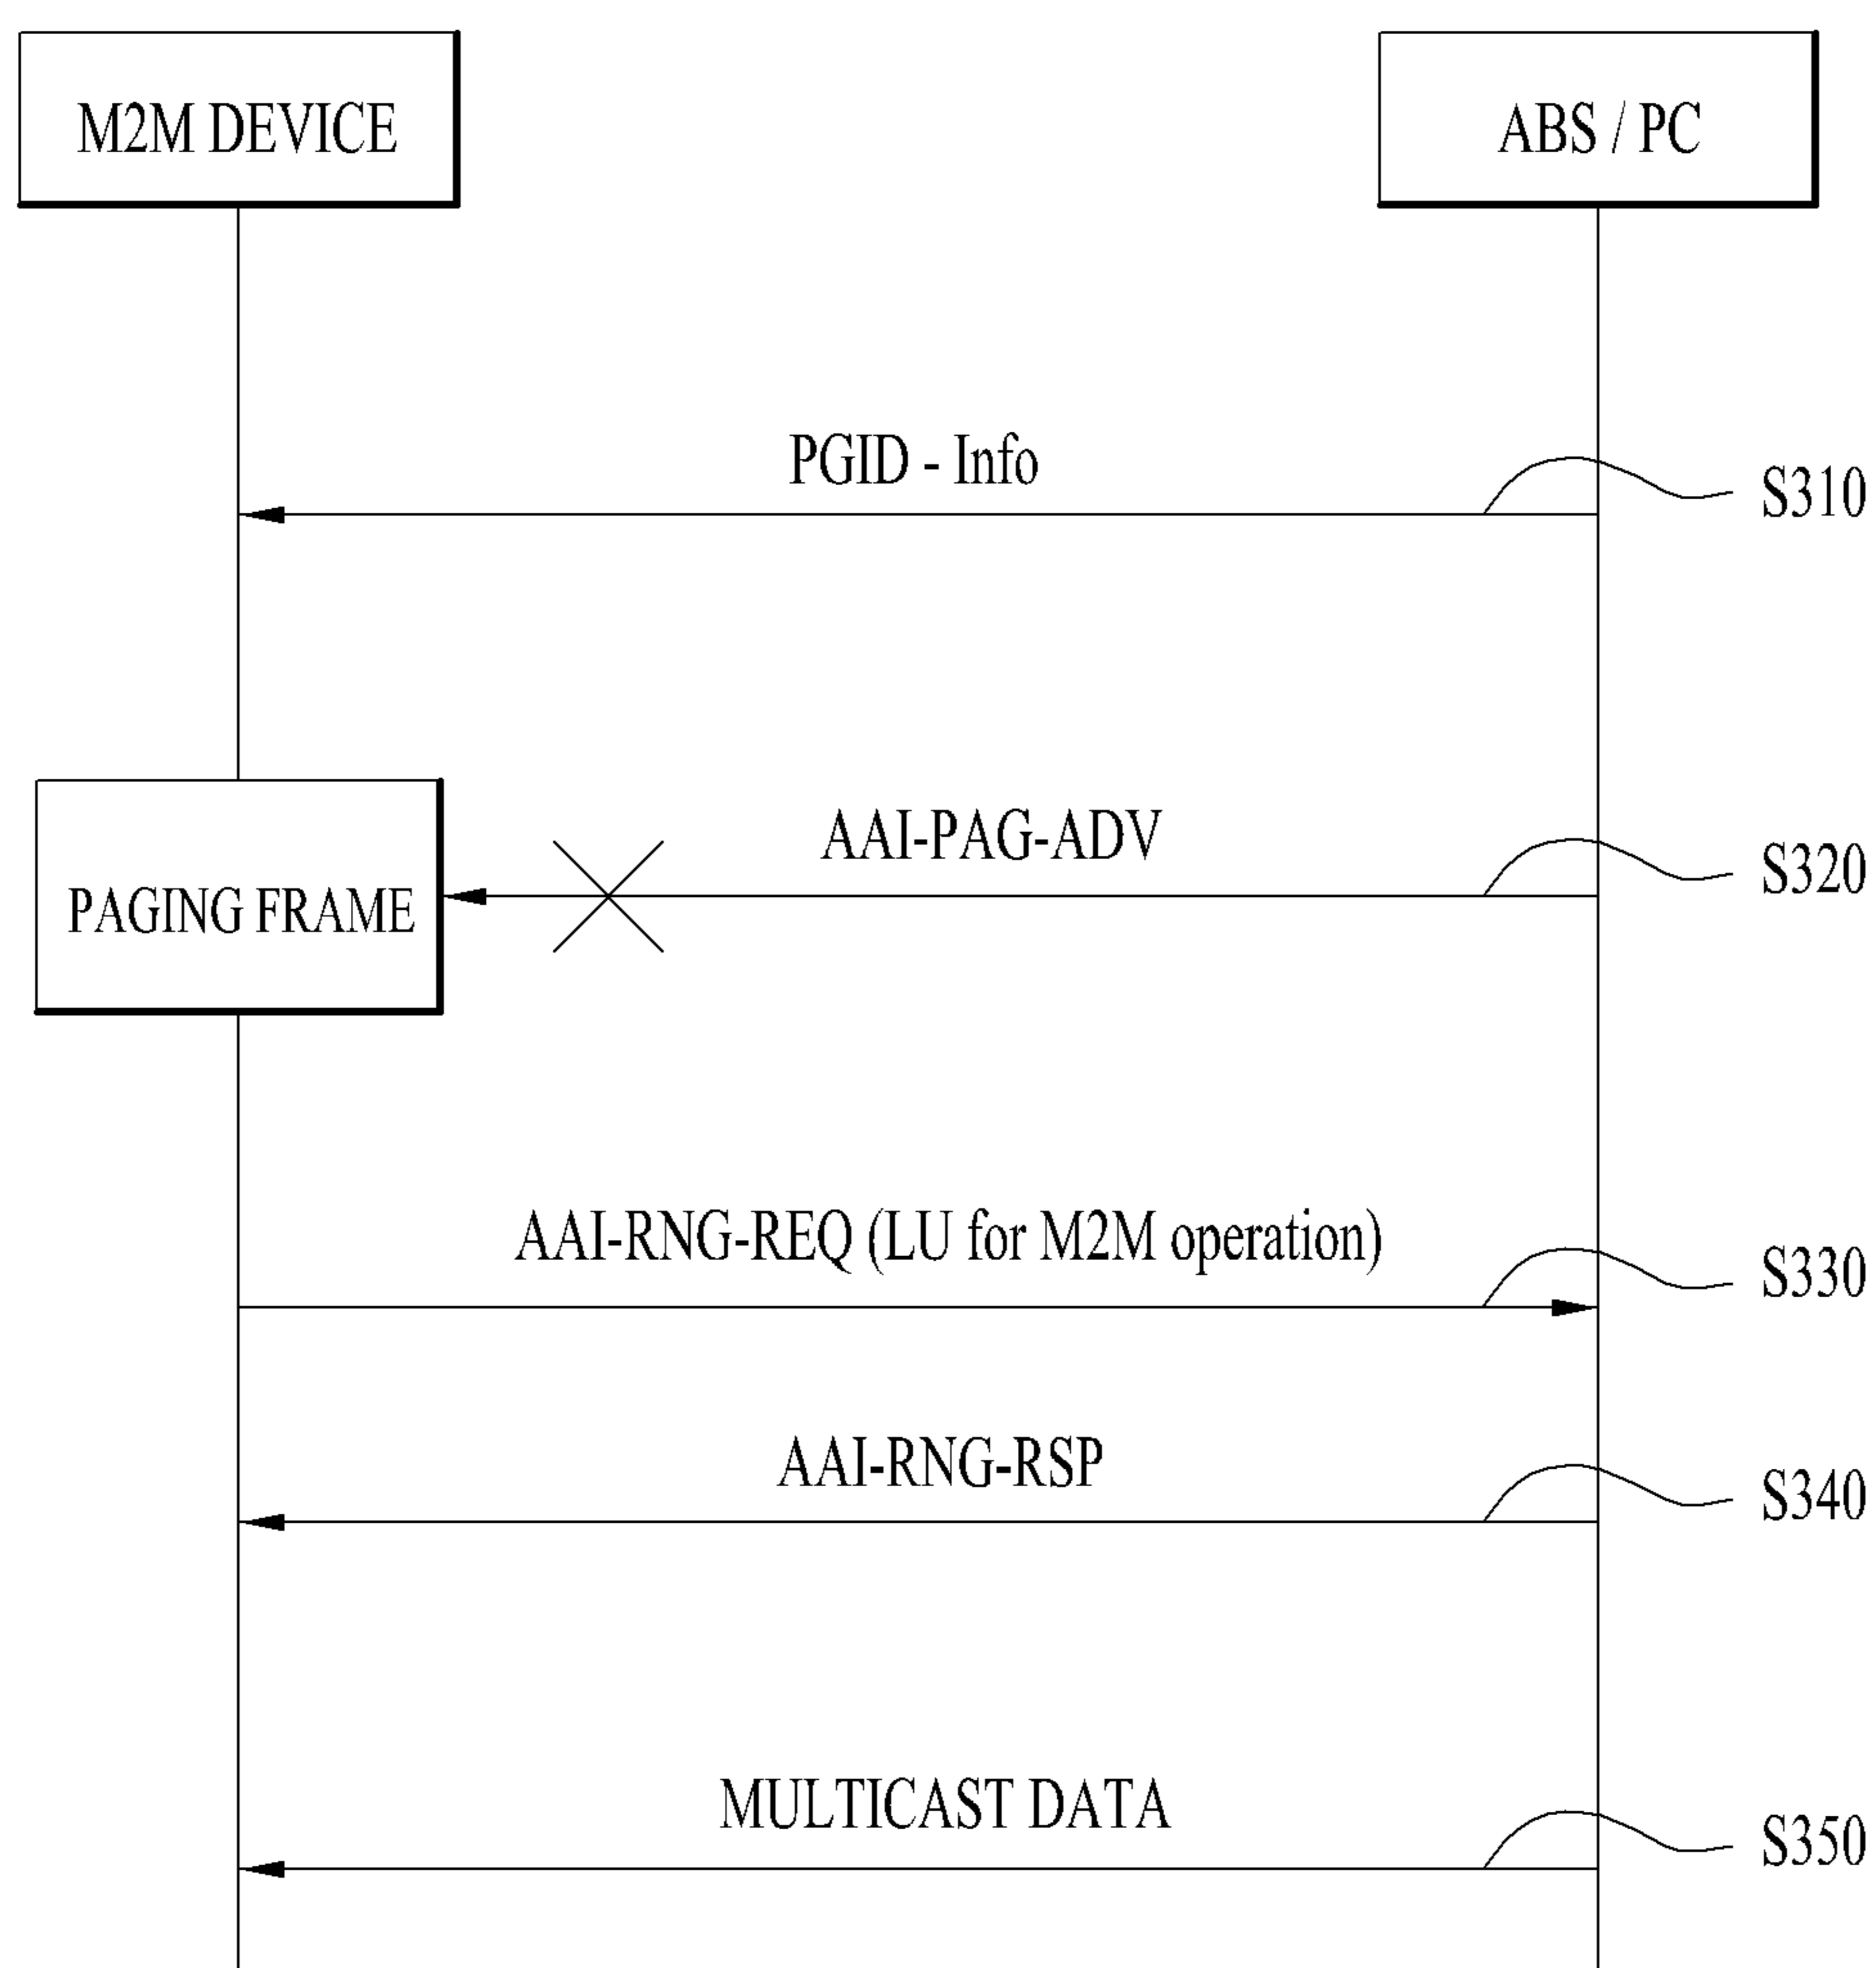 M2M DEVICE
ABS / PC
PGID - Info
S310
AAI-PAG-ADV
S320
PAGING FRAME
AAI-RNG-REQ (LU for M2M operation)
S330
AAI-RNG-RSP
S340
MULTICAST DATA
S350